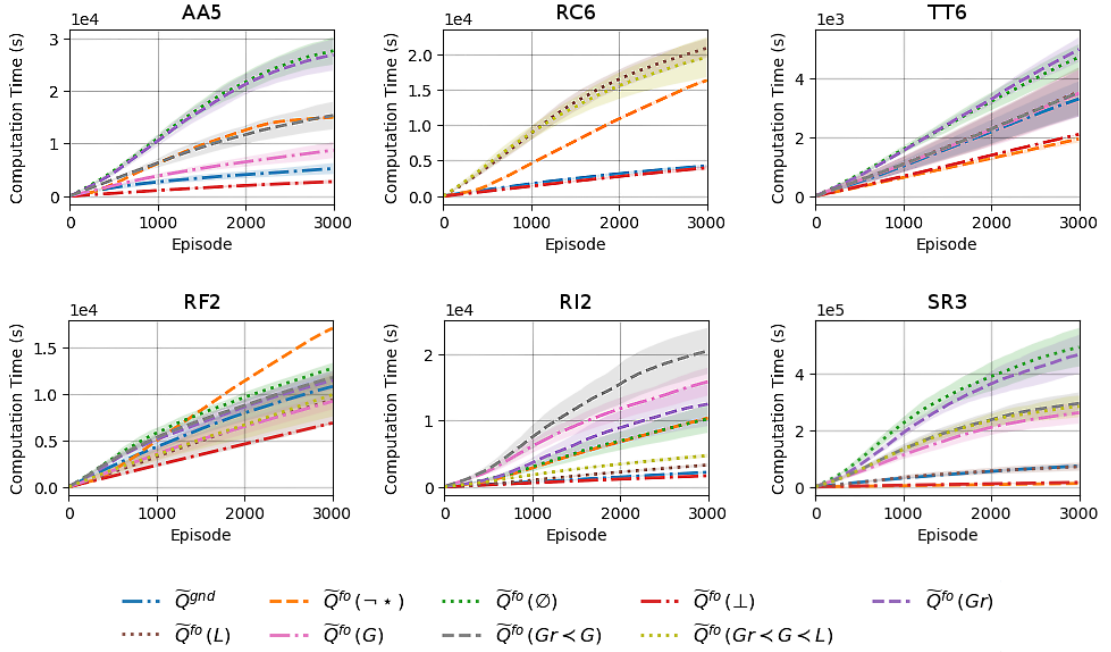 AA5 RC6 TT6
1e4 1e4 1e3
Computation Time (s) Computation Time (s) Computation Time (s)
3 2.0 4
2 1.5 2
1 1.0 0
0 0.5
0.0
0 1000 2000 3000 0 1000 2000 3000 0 1000 2000 3000
Episode Episode Episode
RF2 RI2 SR3
1e4 1e4 1e5
Computation Time (s) Computation Time (s) Computation Time (s)
1.5 2 4
1.0 1 2
0.5 0 0
0.0
0 1000 2000 3000 0 1000 2000 3000 0 1000 2000 3000
Episode Episode Episode
Q̃^gnd Q̃^fo(¬⋆) Q̃^fo(∅) Q̃^fo(⊥) Q̃^fo(Gr)
Q̃^fo(L) Q̃^fo(G) Q̃^fo(Gr≺G) Q̃^fo(Gr≺G≺L)